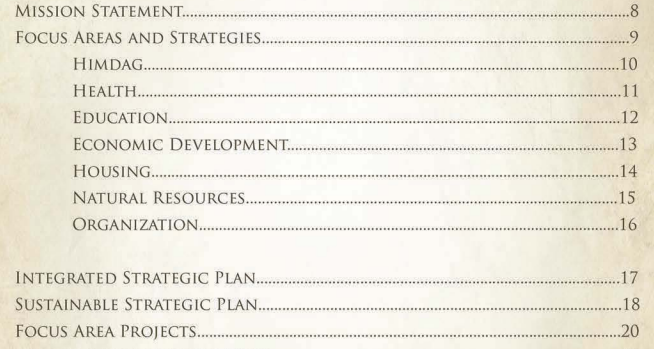 Mission Statement..........8
Focus Areas and Strategies..........9
Himdag..........10
Health..........11
Education..........12
Economic Development..........13
Housing..........14
Natural Resources..........15
Organization..........16
Integrated Strategic Plan..........17
Sustainable Strategic Plan..........18
Focus Area Projects..........20